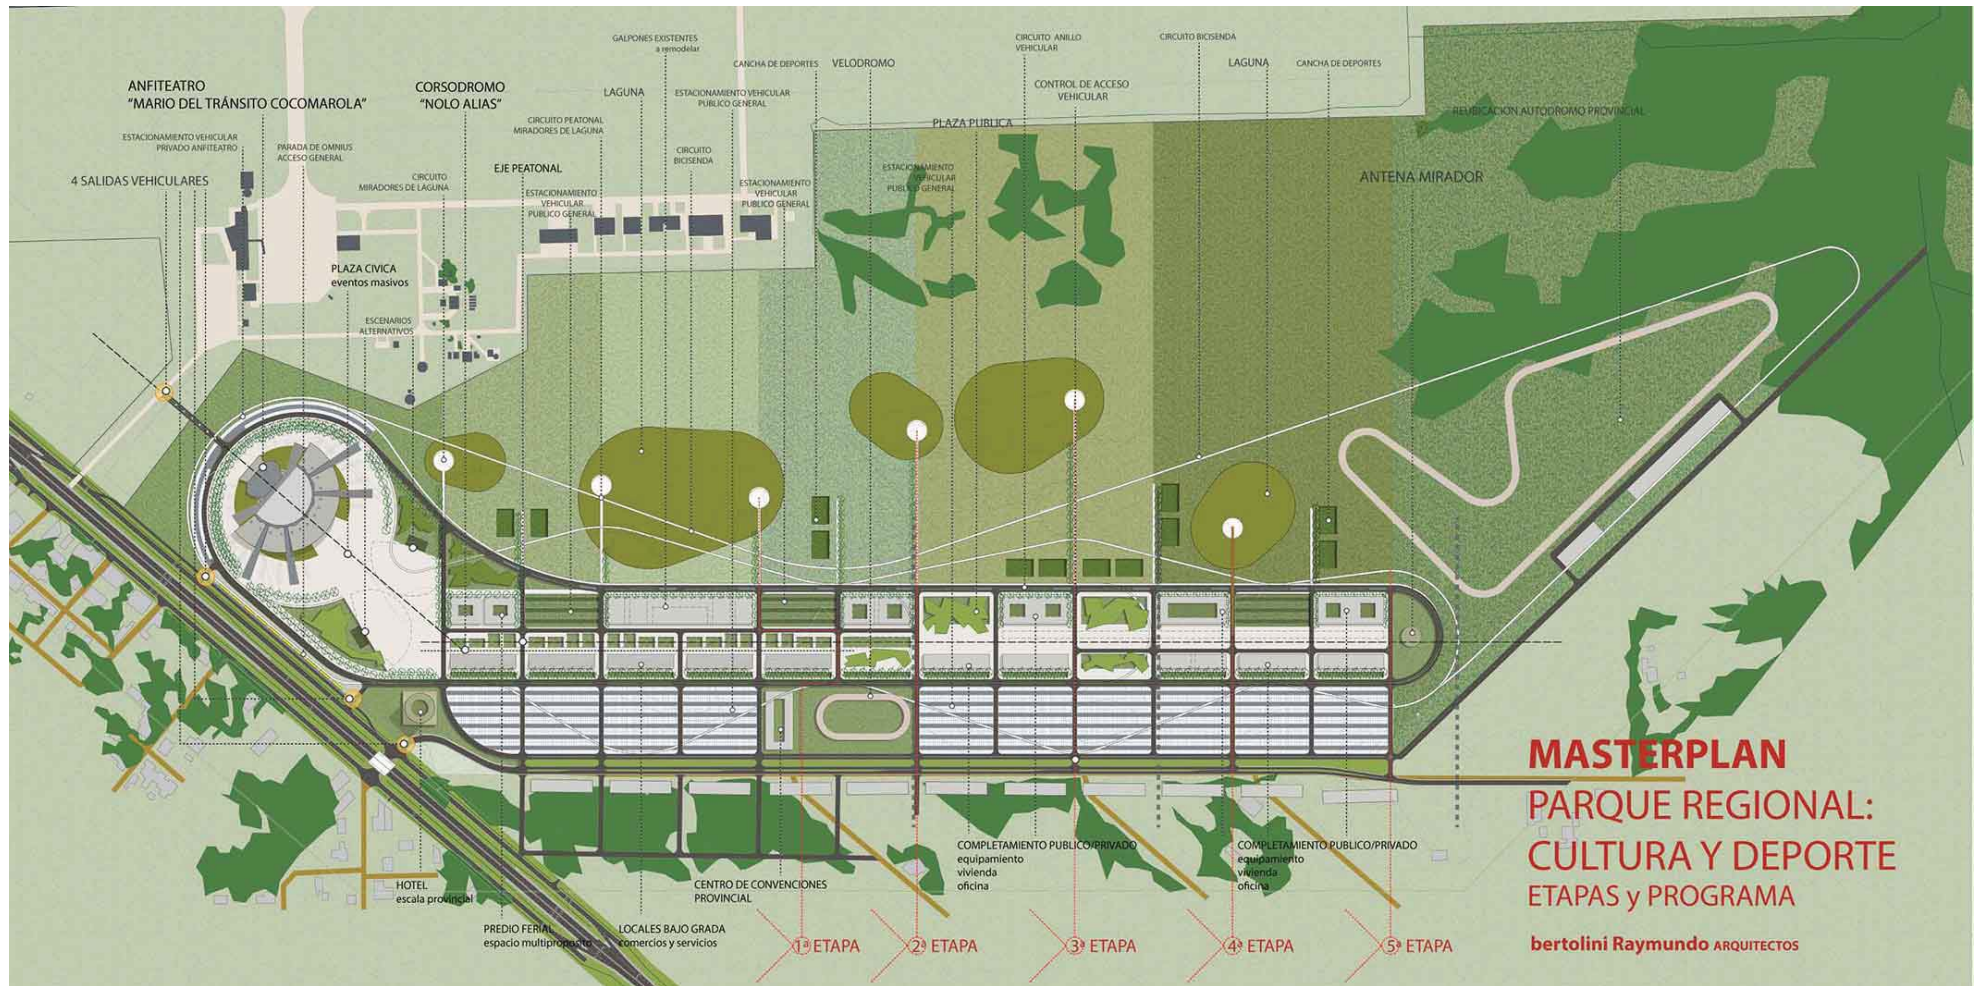 GALPONES EXISTENTES
a remodelar
CIRCUITO ANILLO
VEHICULAR
CIRCUITO BICISENDA
CANCHA DE DEPORTES
VELODROMO
LAGUNA
CANCHA DE DEPORTES
ANFITEATRO
"MARIO DEL TRÁNSITO COCOMAROLA"
CORSODROMO
"NOLO ALIAS"
LAGUNA
ESTACIONAMIENTO VEHICULAR
PUBLICO GENERAL
CONTROL DE ACCESO
VEHICULAR
REUBICACION AUTODROMO PROVINCIAL
CIRCUITO PEATONAL
MIRADORES DE LAGUNA
PLAZA PUBLICA
ESTACIONAMIENTO VEHICULAR
PRIVADO ANFITEATRO
PARADA DE OMNIUS
ACCESO GENERAL
CIRCUITO
BICISENDA
EJE PEATONAL
ESTACIONAMIENTO
VEHICULAR
PUBLICO GENERAL
4 SALIDAS VEHICULARES
CIRCUITO
MIRADORES DE LAGUNA
ESTACIONAMIENTO
VEHICULAR
PUBLICO GENERAL
ESTACIONAMIENTO
VEHICULAR
PUBLICO GENERAL
ANTENA MIRADOR
PLAZA CIVICA
eventos masivos
ESCENARIOS
ALTERNATIVOS
MASTERPLAN
PARQUE REGIONAL:
CULTURA Y DEPORTE
ETAPAS y PROGRAMA
bertolini Raymundo ARQUITECTOS
COMPLETAMIENTO PUBLICO/PRIVADO
equipamiento
vivienda
oficina
COMPLETAMIENTO PUBLICO/PRIVADO
equipamiento
vivienda
oficina
HOTEL
escala provincial
CENTRO DE CONVENCIONES
PROVINCIAL
PREDIO FERIAL
espacio multiproposito
LOCALES BAJO GRADA
comercios y servicios
1ª ETAPA
2ª ETAPA
3ª ETAPA
4ª ETAPA
5ª ETAPA